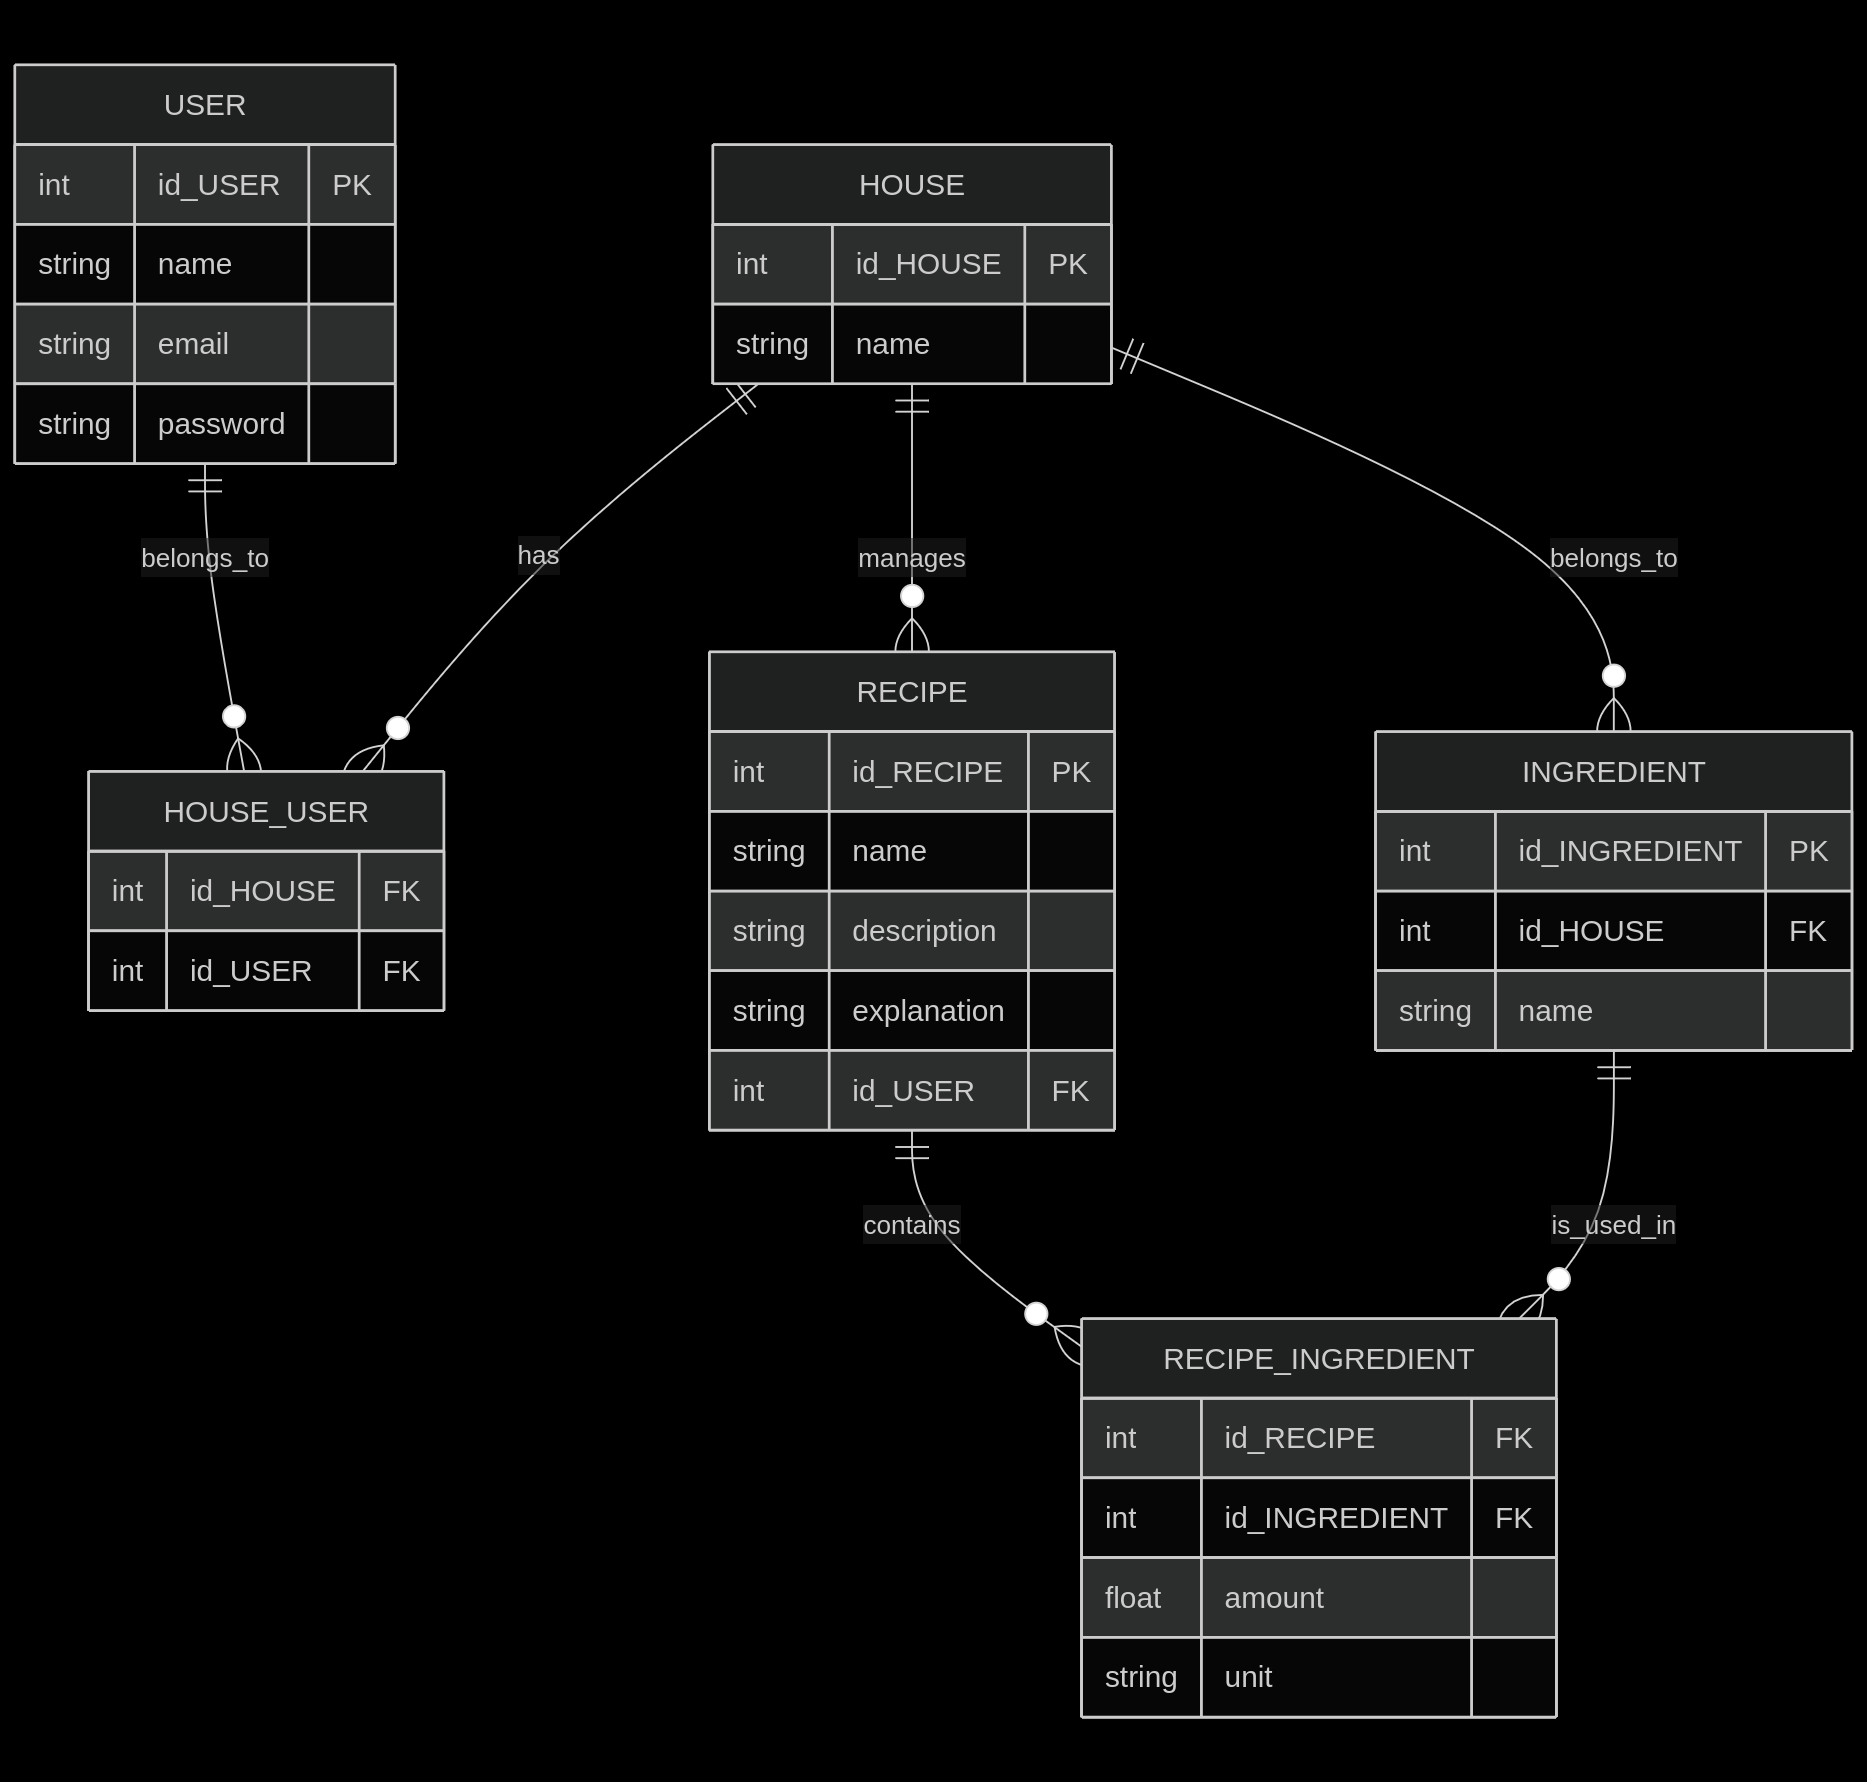 USER
int id_USER PK
string name
string email
string password
HOUSE
int id_HOUSE PK
string name
belongs_to
has
manages
belongs_to
HOUSE_USER
int id_HOUSE FK
int id_USER FK
RECIPE
int id_RECIPE PK
string name
string description
string explanation
int id_USER FK
INGREDIENT
int id_INGREDIENT PK
int id_HOUSE FK
string name
contains
is_used_in
RECIPE_INGREDIENT
int id_RECIPE FK
int id_INGREDIENT FK
float amount
string unit